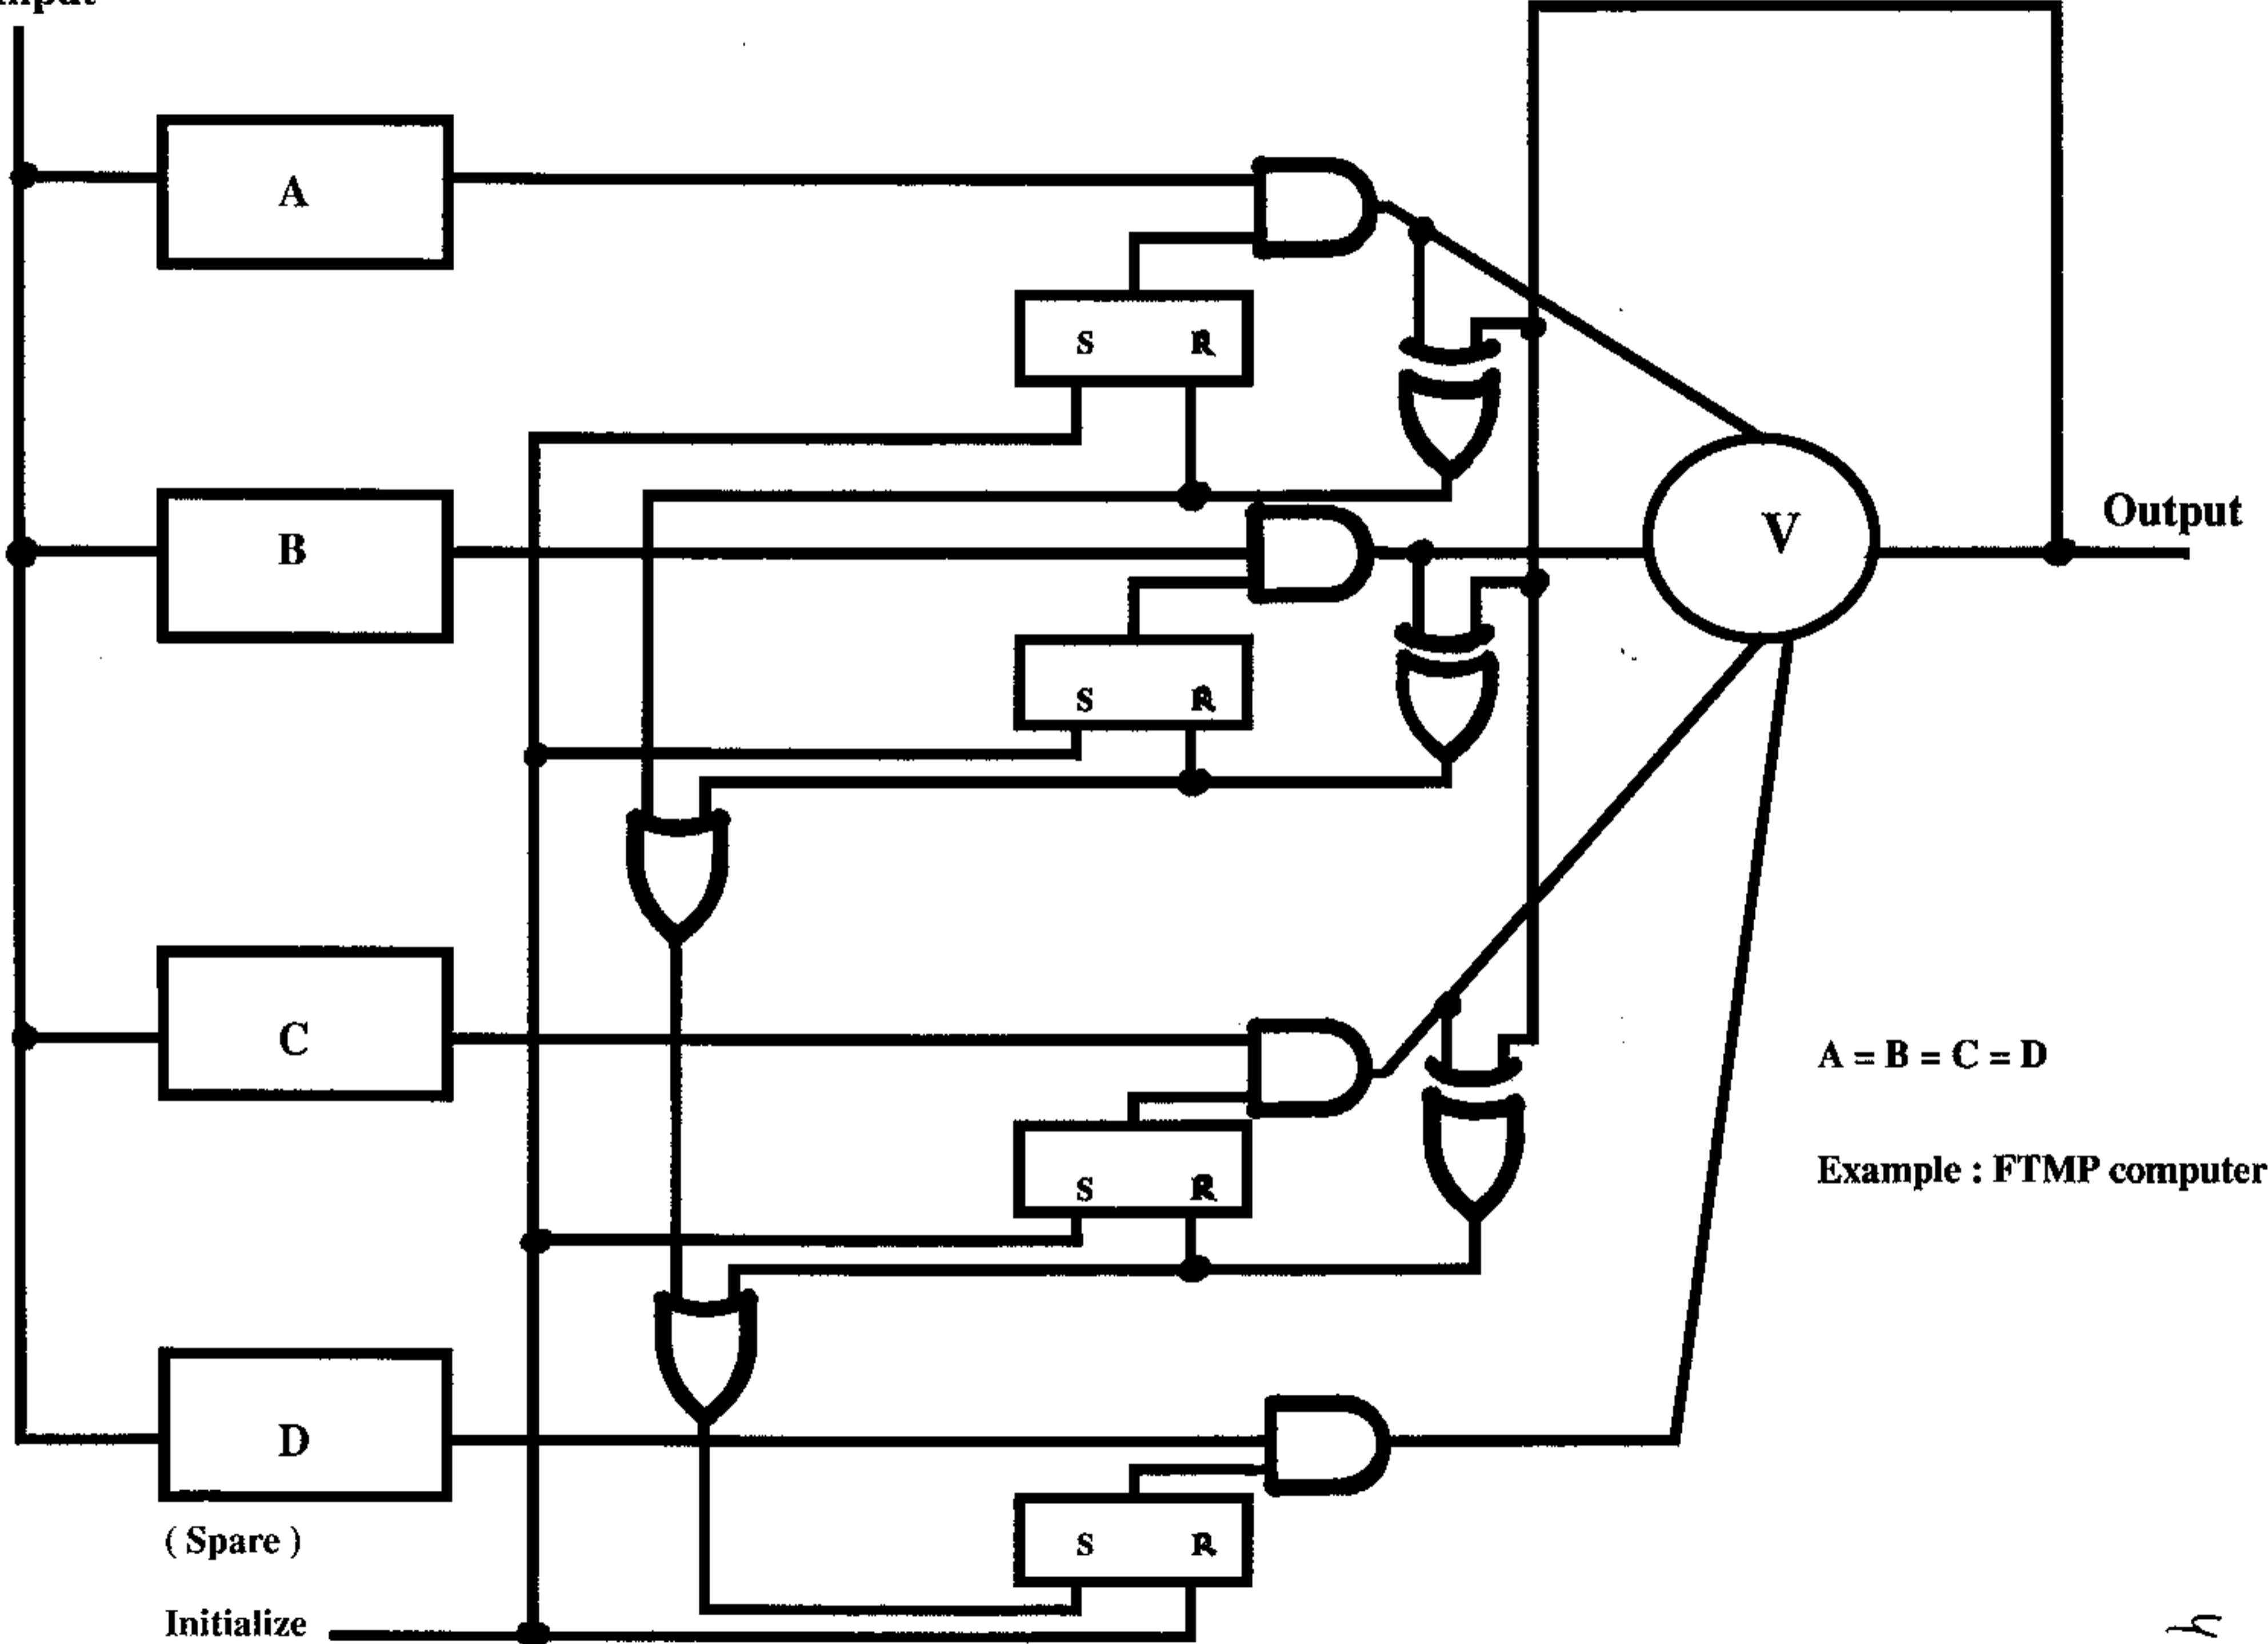 A
S R
B
Output
V
S R
C
A = B = C = D
S R
Example : FTMP computer
D
( Spare )
S R
Initialize